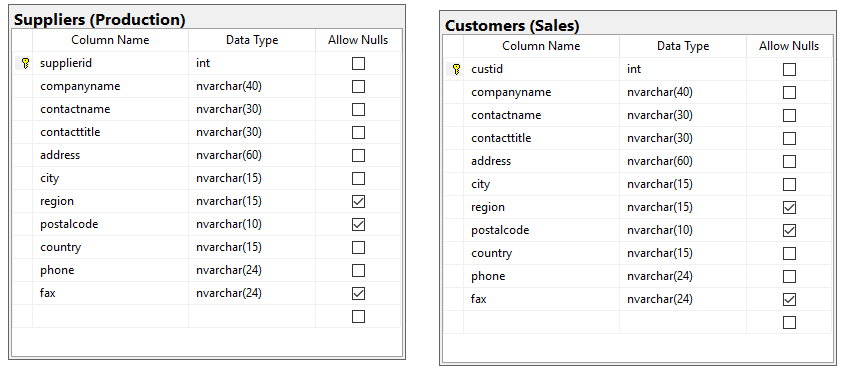 Suppliers (Production)
Column Name Data Type Allow Nulls
supplierid int
companyname nvarchar(40)
contactname nvarchar(30)
contacttitle nvarchar(30)
address nvarchar(60)
city nvarchar(15)
region nvarchar(15)
postalcode nvarchar(10)
country nvarchar(15)
phone nvarchar(24)
fax nvarchar(24)
Customers (Sales)
Column Name Data Type Allow Nulls
custid int
companyname nvarchar(40)
contactname nvarchar(30)
contacttitle nvarchar(30)
address nvarchar(60)
city nvarchar(15)
region nvarchar(15)
postalcode nvarchar(10)
country nvarchar(15)
phone nvarchar(24)
fax nvarchar(24)